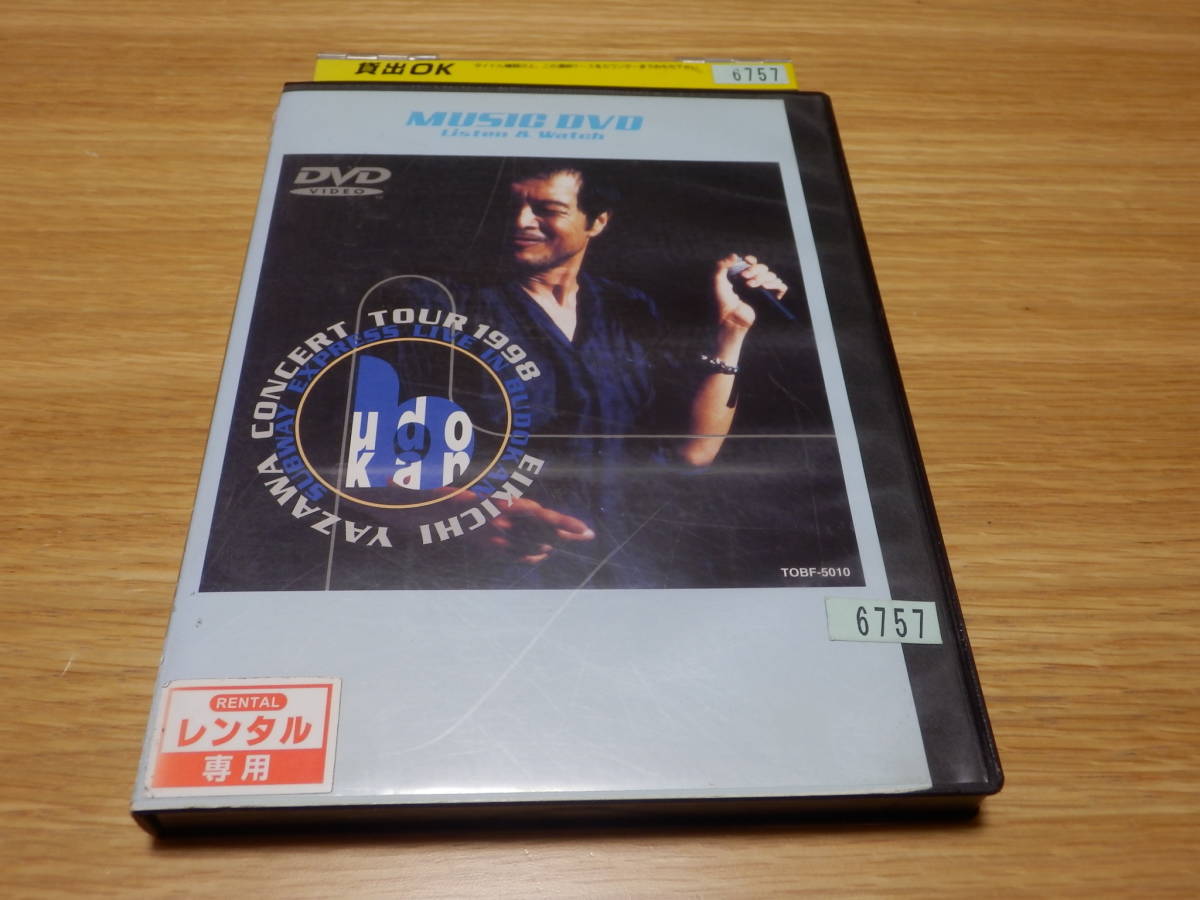 貸出OK
6757
MUSIC DVD
Listen & Watch
DVD
VIDEO
EIKICHI YAZAWA CONCERT TOUR 1998
SUBWAY EXPRESS LIVE IN BUDOKAN
budokan
TOBF-5010
6757
RENTAL
レンタル
専用